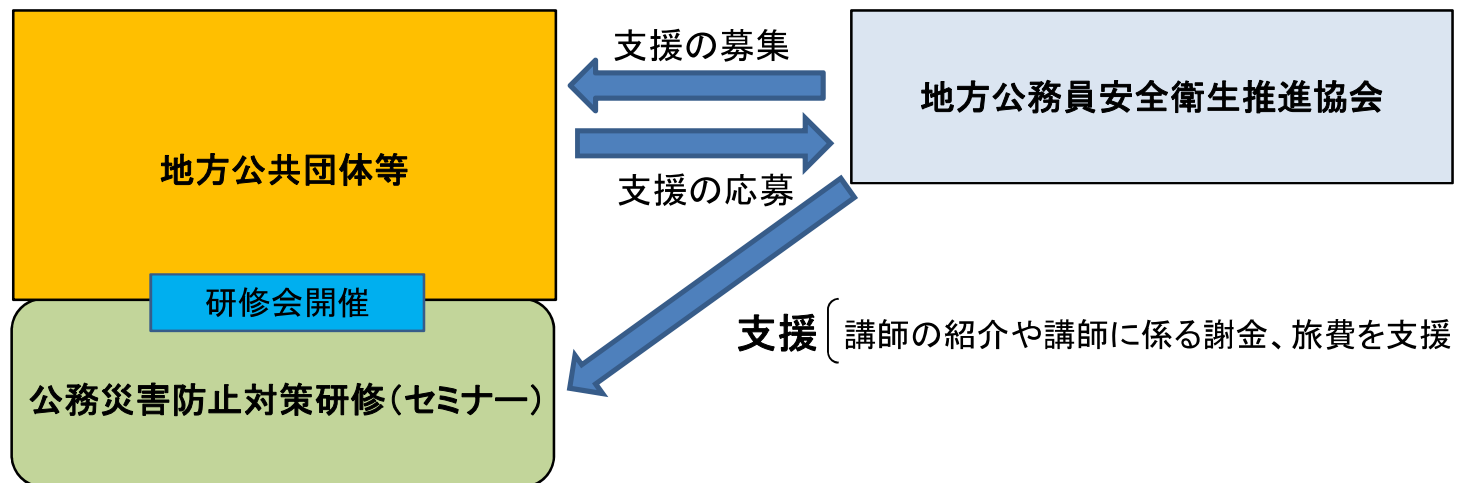 支援の募集
地方公務員安全衛生推進協会
地方公共団体等
支援の応募
研修会開催
支援 講師の紹介や講師に係る謝金、旅費を支援
公務災害防止対策研修(セミナー)